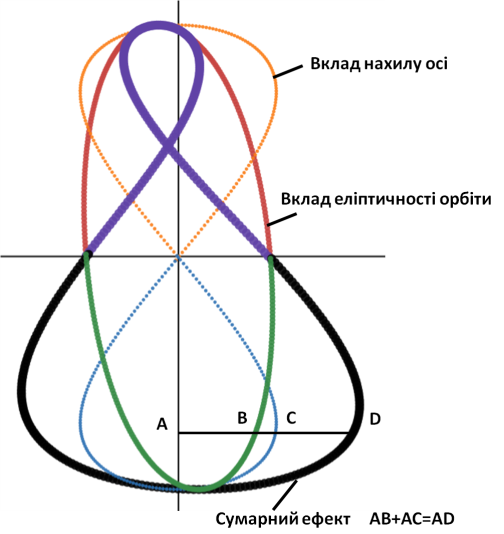 Вклад нахилу осі
Вклад еліптичності орбіти
A B C D
Сумарний ефект AB+AC=AD